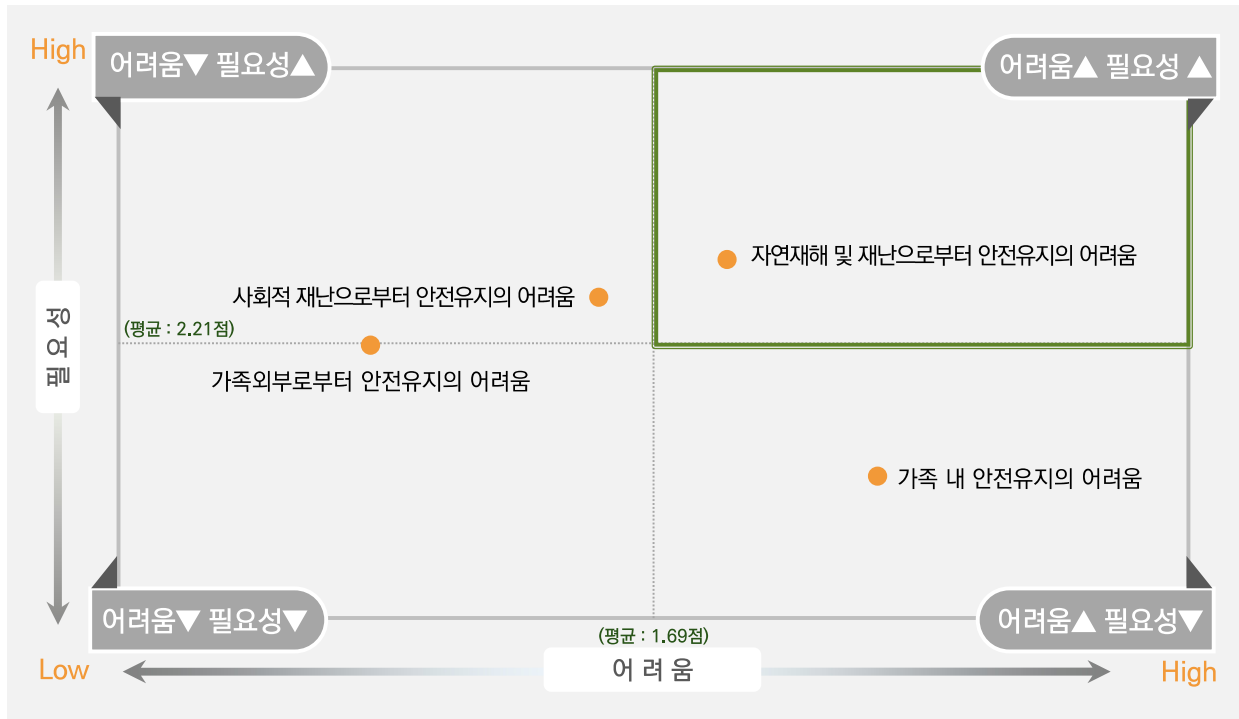 High
어려움▼ 필요성▲
어려움▲ 필요성 ▲
자연재해 및 재난으로부터 안전유지의 어려움
사회적 재난으로부터 안전유지의 어려움
(평균 : 2.21점)
필요성
가족외부로부터 안전유지의 어려움
가족 내 안전유지의 어려움
어려움▼ 필요성▼
(평균 : 1.69점)
어려움▲ 필요성▼
Low
어 려 움
High